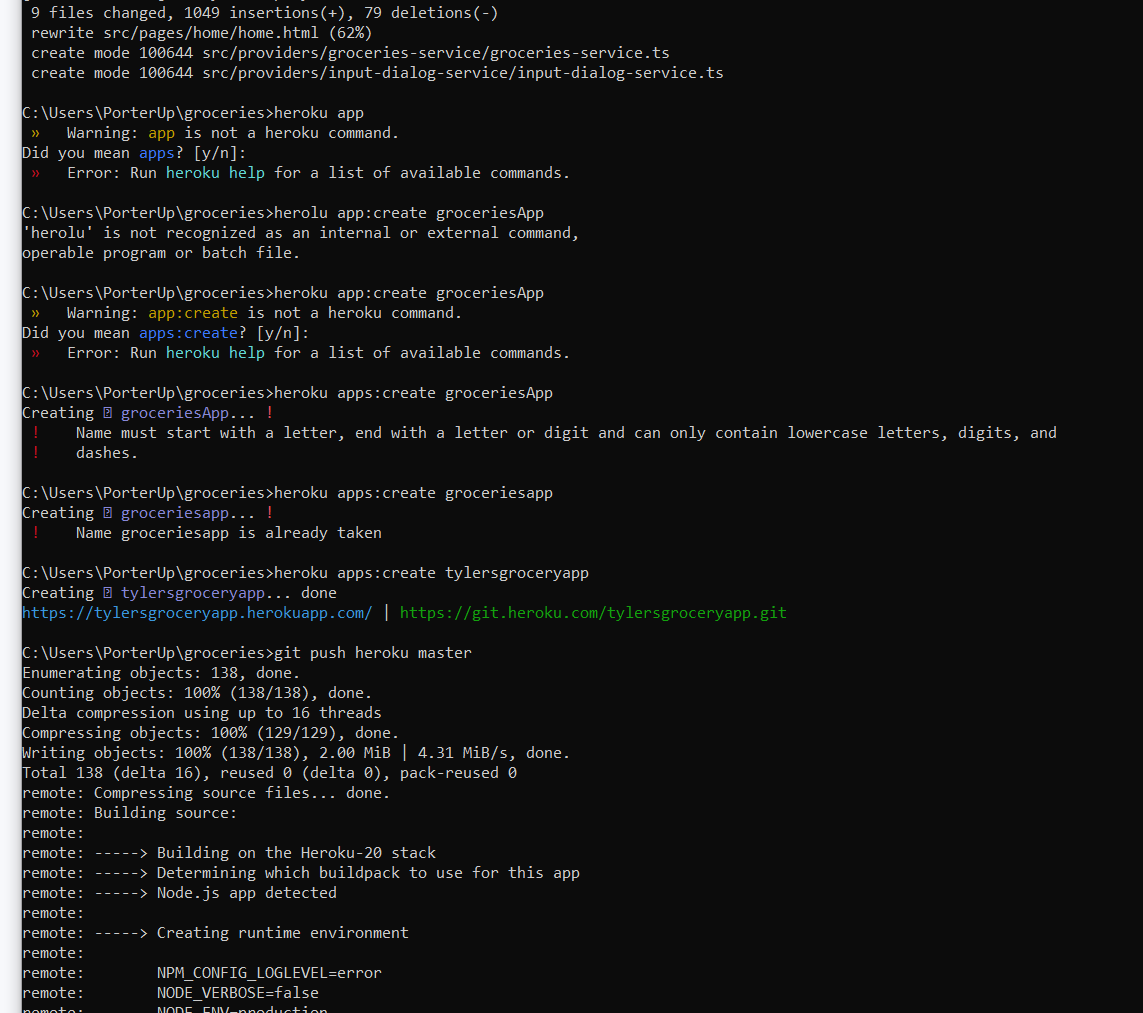 9 files changed, 1049 insertions(+), 79 deletions(-)
rewrite src/pages/home/home.html (62%)
create mode 100644 src/providers/groceries-service/groceries-service.ts
create mode 100644 src/providers/input-dialog-service/input-dialog-service.ts
C:\Users\PorterUp\groceries>heroku app
»   Warning: app is not a heroku command.
Did you mean apps? [y/n]:
»   Error: Run heroku help for a list of available commands.
C:\Users\PorterUp\groceries>herolu app:create groceriesApp
'herolu' is not recognized as an internal or external command,
operable program or batch file.
C:\Users\PorterUp\groceries>heroku app:create groceriesApp
»   Warning: app:create is not a heroku command.
Did you mean apps:create? [y/n]:
»   Error: Run heroku help for a list of available commands.
C:\Users\PorterUp\groceries>heroku apps:create groceriesApp
Creating ⍰ groceriesApp... !
!    Name must start with a letter, end with a letter or digit and can only contain lowercase letters, digits, and
!    dashes.
C:\Users\PorterUp\groceries>heroku apps:create groceriesapp
Creating ⍰ groceriesapp... !
!    Name groceriesapp is already taken
C:\Users\PorterUp\groceries>heroku apps:create tylersgroceryapp
Creating ⍰ tylersgroceryapp... done
https://tylersgroceryapp.herokuapp.com/ | https://git.heroku.com/tylersgroceryapp.git
C:\Users\PorterUp\groceries>git push heroku master
Enumerating objects: 138, done.
Counting objects: 100% (138/138), done.
Delta compression using up to 16 threads
Compressing objects: 100% (129/129), done.
Writing objects: 100% (138/138), 2.00 MiB | 4.31 MiB/s, done.
Total 138 (delta 16), reused 0 (delta 0), pack-reused 0
remote: Compressing source files... done.
remote: Building source:
remote:
remote: -----> Building on the Heroku-20 stack
remote: -----> Determining which buildpack to use for this app
remote: -----> Node.js app detected
remote:
remote: -----> Creating runtime environment
remote:
remote:        NPM_CONFIG_LOGLEVEL=error
remote:        NODE_VERBOSE=false
remote:        NODE_ENV=production